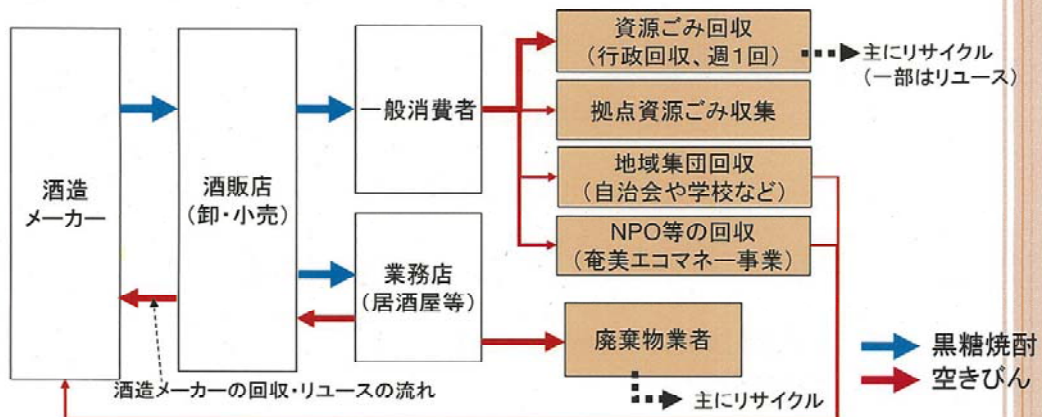 酒造
メーカー
酒販店
(卸・小売)
一般消費者
業務店
(居酒屋等)
資源ごみ回収
(行政回収、週1回)
主にリサイクル
(一部はリユース)
拠点資源ごみ収集
地域集団回収
(自治会や学校など)
NPO等の回収
(奄美エコマネー事業)
廃棄物業者
主にリサイクル
酒造メーカーの回収・リユースの流れ
黒糖焼酎
空きびん